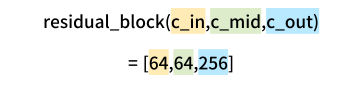 residual_block(c_in,c_mid,c_out)
= [64,64,256]